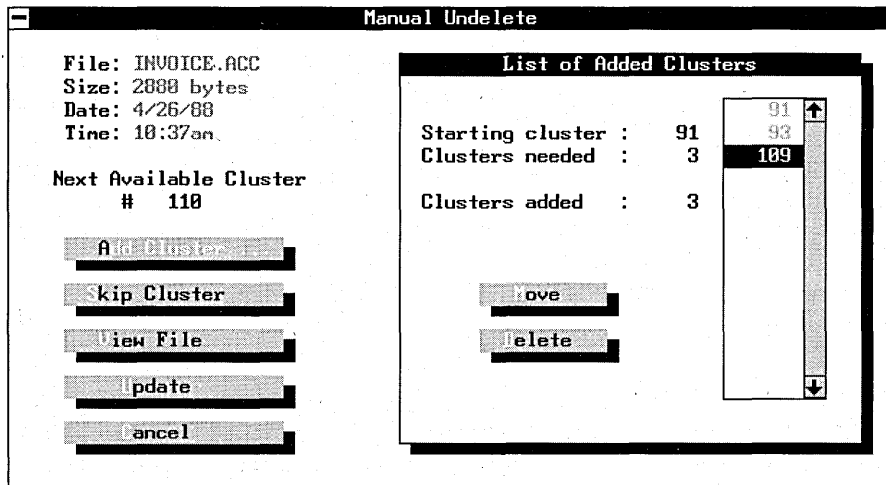 Manual Undelete
File: INVOICE.ACC
Size: 2880 bytes
Date: 4/26/88
Time: 10:37am
Next Available Cluster
# 110
Add Cluster
Skip Cluster
View File
Update
Cancel
List of Added Clusters
Starting cluster : 91
Clusters needed : 3
Clusters added : 3
Move
Delete
91
93
109